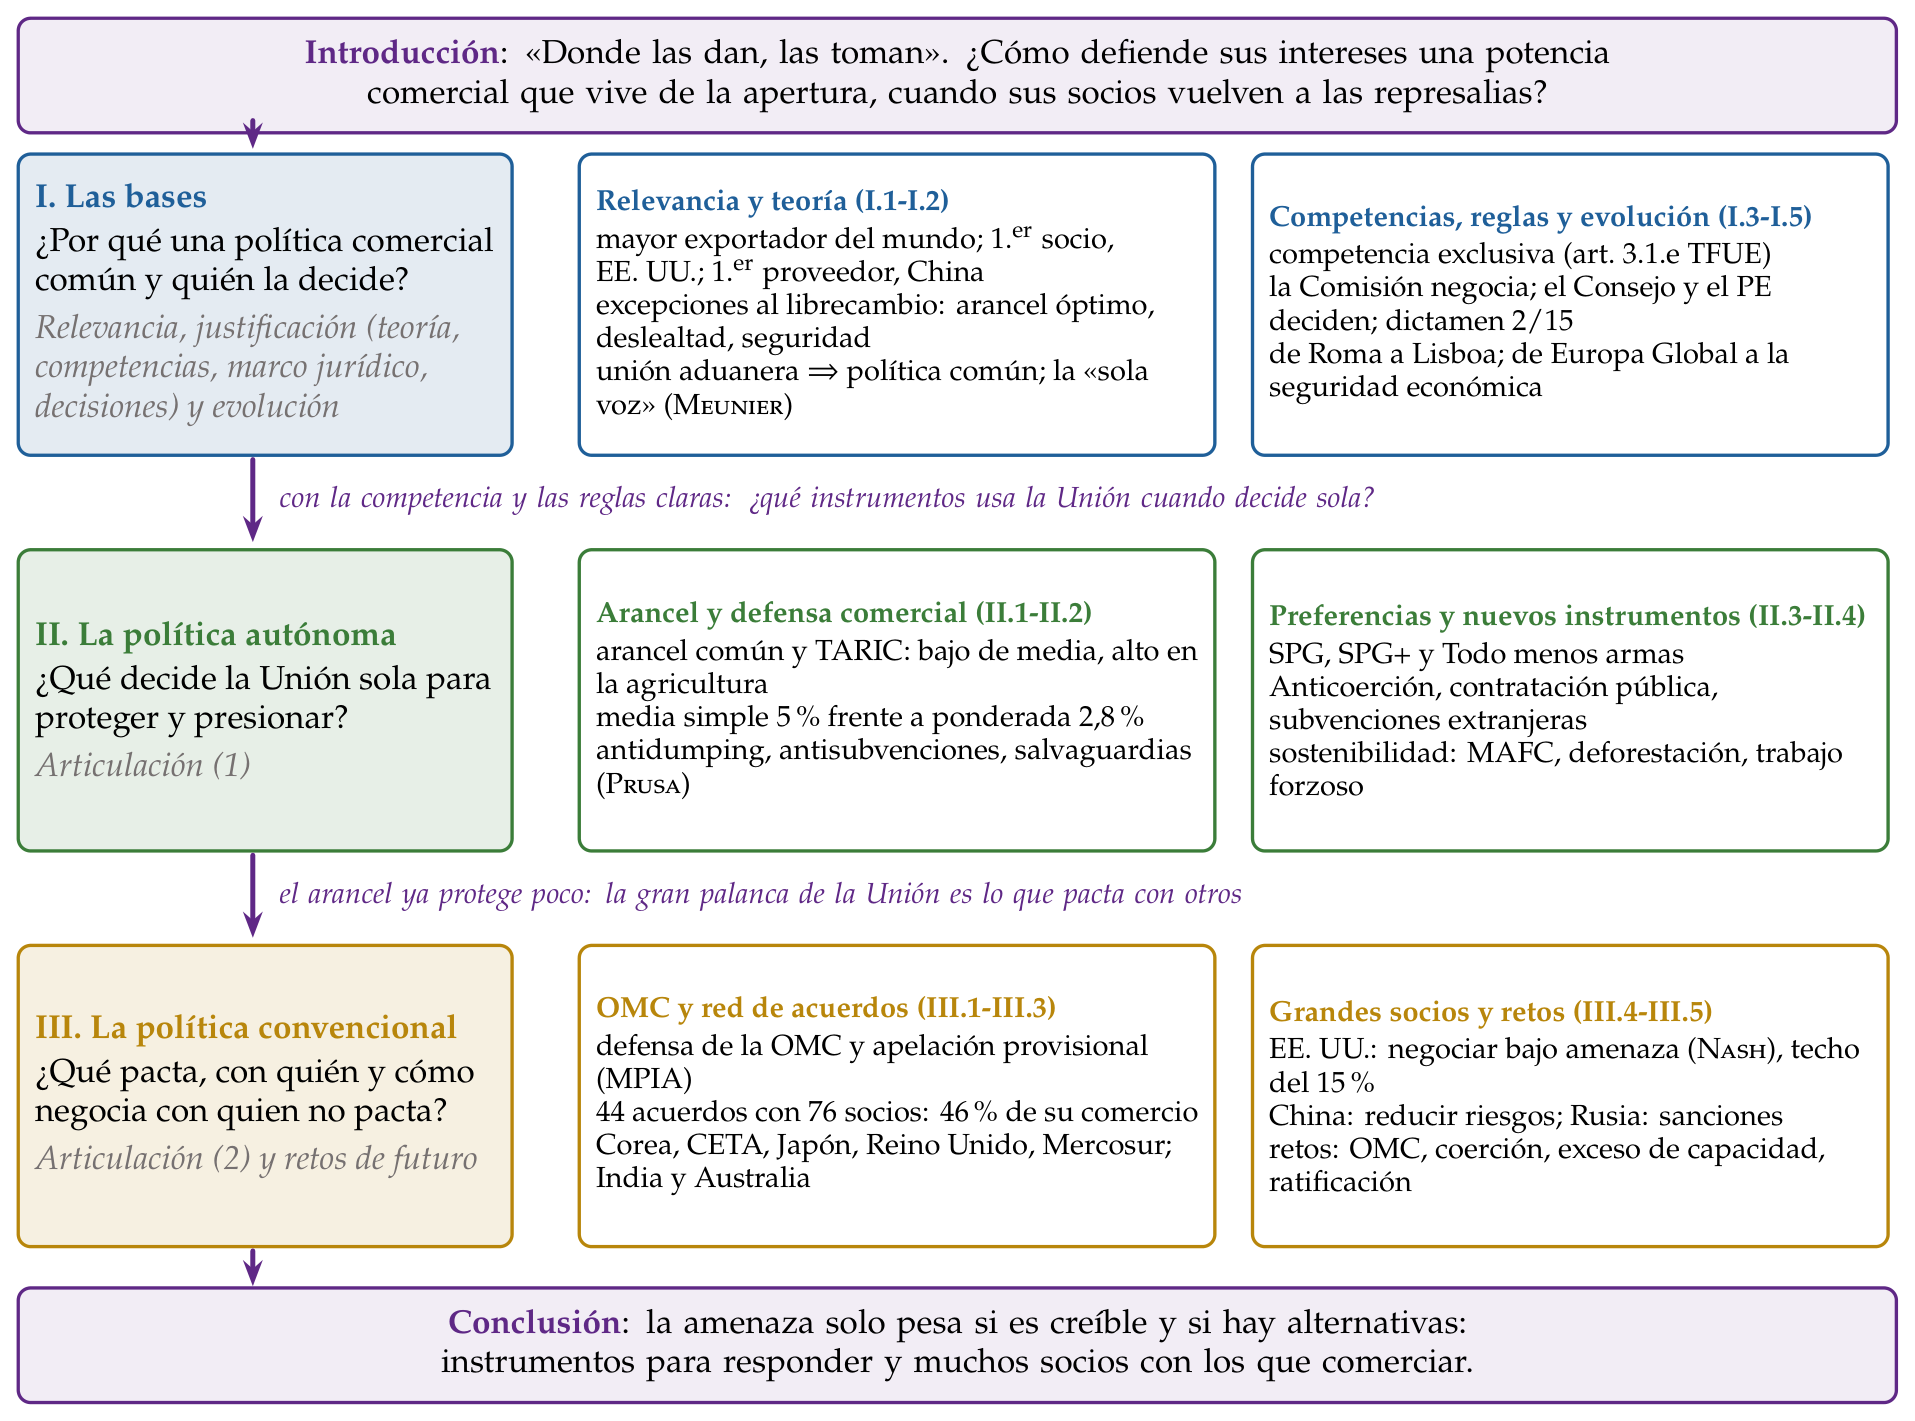 Introducción: «Donde las dan, las toman». ¿Cómo defiende sus intereses una potencia
comercial que vive de la apertura, cuando sus socios vuelven a las represalias?
I. Las bases
¿Por qué una política comercial
común y quién la decide?
Relevancia, justificación (teoría,
competencias, marco jurídico,
decisiones) y evolución
Relevancia y teoría (I.1-I.2)
mayor exportador del mundo; 1.er socio,
EE. UU.; 1.er proveedor, China
excepciones al librecambio: arancel óptimo,
deslealtad, seguridad
unión aduanera ⟹ política común; la «sola
voz» (Meunier)
Competencias, reglas y evolución (I.3-I.5)
competencia exclusiva (art. 3.1.e TFUE)
la Comisión negocia; el Consejo y el PE
deciden; dictamen 2/15
de Roma a Lisboa; de Europa Global a la
seguridad económica
con la competencia y las reglas claras: ¿qué instrumentos usa la Unión cuando decide sola?
II. La política autónoma
¿Qué decide la Unión sola para
proteger y presionar?
Articulación (1)
Arancel y defensa comercial (II.1-II.2)
arancel común y TARIC: bajo de media, alto en
la agricultura
media simple 5 % frente a ponderada 2,8 %
antidumping, antisubvenciones, salvaguardias
(Prusa)
Preferencias y nuevos instrumentos (II.3-II.4)
SPG, SPG+ y Todo menos armas
Anticoerción, contratación pública,
subvenciones extranjeras
sostenibilidad: MAFC, deforestación, trabajo
forzoso
el arancel ya protege poco: la gran palanca de la Unión es lo que pacta con otros
III. La política convencional
¿Qué pacta, con quién y cómo
negocia con quien no pacta?
Articulación (2) y retos de futuro
OMC y red de acuerdos (III.1-III.3)
defensa de la OMC y apelación provisional
(MPIA)
44 acuerdos con 76 socios: 46 % de su comercio
Corea, CETA, Japón, Reino Unido, Mercosur;
India y Australia
Grandes socios y retos (III.4-III.5)
EE. UU.: negociar bajo amenaza (Nash), techo
del 15 %
China: reducir riesgos; Rusia: sanciones
retos: OMC, coerción, exceso de capacidad,
ratificación
Conclusión: la amenaza solo pesa si es creíble y si hay alternativas:
instrumentos para responder y muchos socios con los que comerciar.